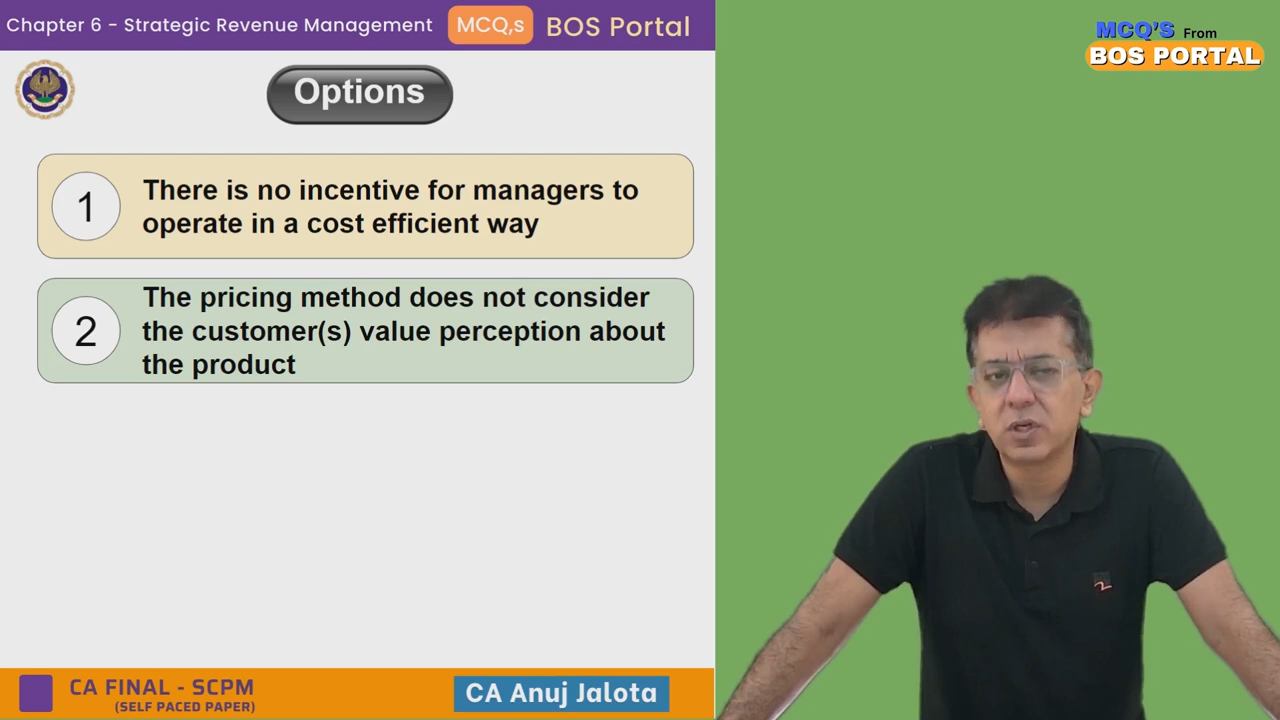 Chapter 6 - Strategic Revenue Management MCQ,s BOS Portal
MCQ'S From
BOS PORTAL
Options
1
There is no incentive for managers to
operate in a cost efficient way
2
The pricing method does not consider
the customer(s) value perception about
the product
CA FINAL - SCPM
(SELF PACED PAPER)
CA Anuj Jalota